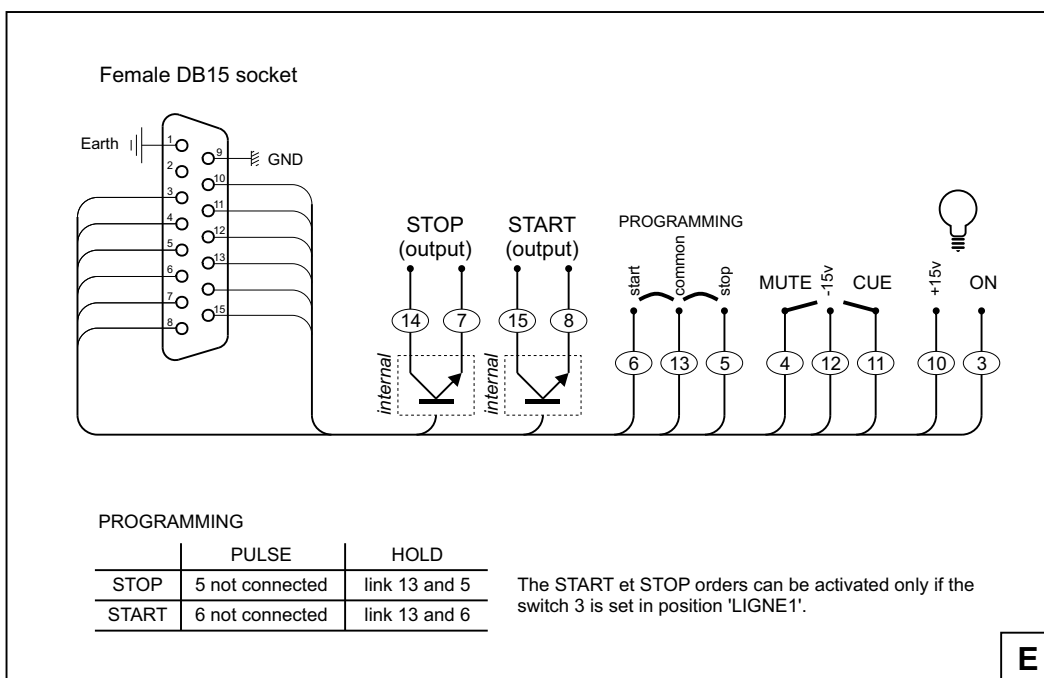 Female DB15 socket
Earth
GND
1
2
3
4
5
6
7
8
9
10
11
12
13
15
STOP
(output)
START
(output)
14
7
15
8
internal
internal
PROGRAMMING
start
common
stop
6
13
5
MUTE
-15v
CUE
4
12
11
+15v
ON
10
3
PROGRAMMING
PULSE HOLD
STOP 5 not connected link 13 and 5
START 6 not connected link 13 and 6
The START et STOP orders can be activated only if the
switch 3 is set in position 'LIGNE1'.
E